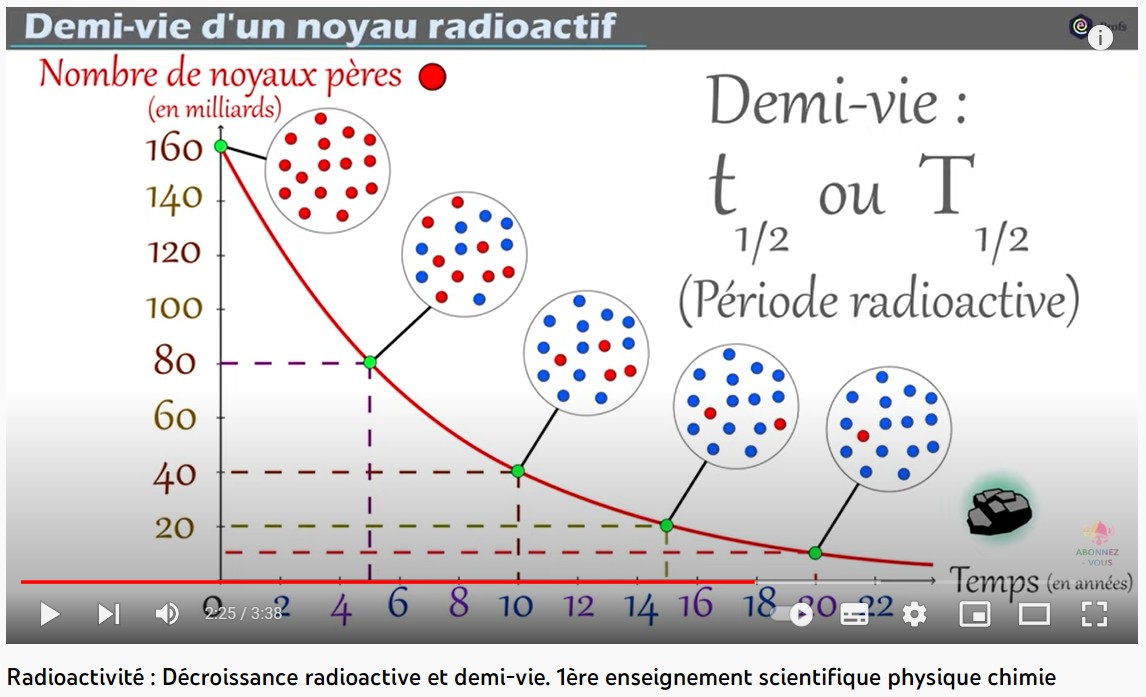 Demi-vie d'un noyau radioactif
Profs
Nombre de noyaux pères
(en milliards)
160
140
120
100
80
60
40
20
Demi-vie :
t 1/2 ou T 1/2
(Période radioactive)
ABONNEZ
-VOUS
Temps (en années)
0 2 4 6 8 10 12 14 16 18 20 22
2:25 / 3:38
Radioactivité : Décroissance radioactive et demi-vie. 1ère enseignement scientifique physique chimie